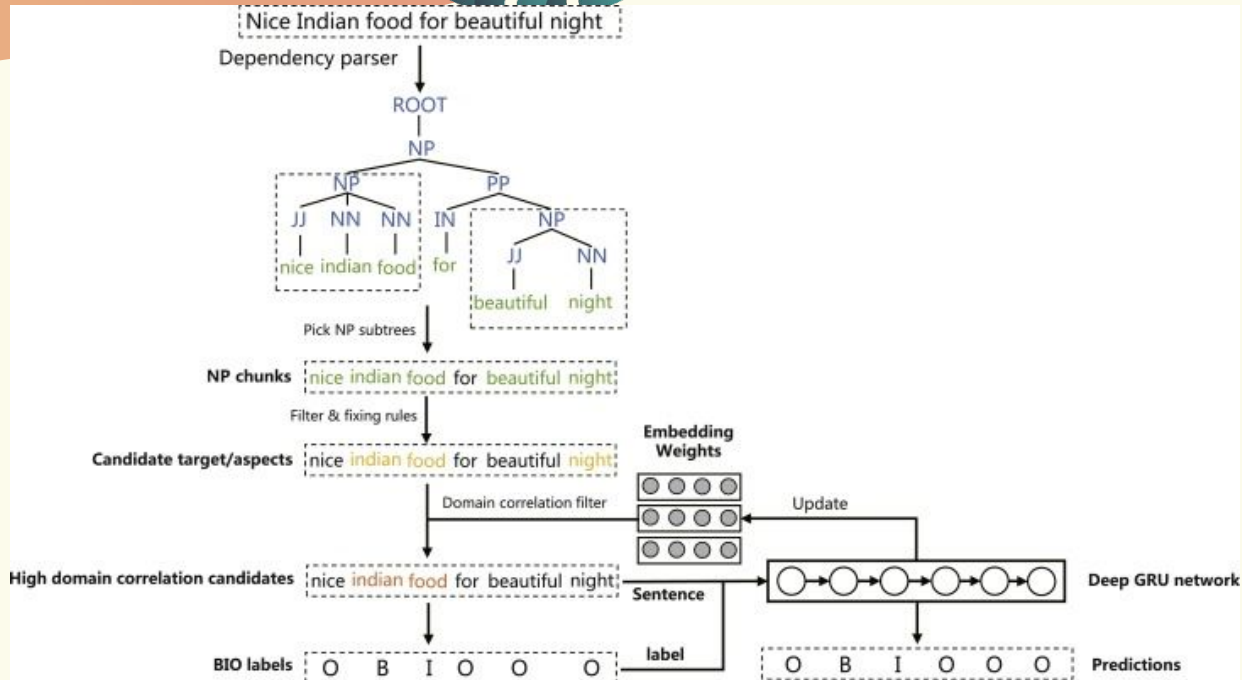 Nice Indian food for beautiful night
Dependency parser
ROOT
NP
NP PP
JJ NN NN IN NP
nice indian food for JJ NN
beautiful night
Pick NP subtrees
NP chunks nice indian food for beautiful night
Filter & fixing rules
Embedding
Weights
Candidate target/aspects nice indian food for beautiful night
Domain correlation filter
Update
High domain correlation candidates nice indian food for beautiful night
Sentence
Deep GRU network
label
BIO labels O B I O O O
O B I O O O Predictions